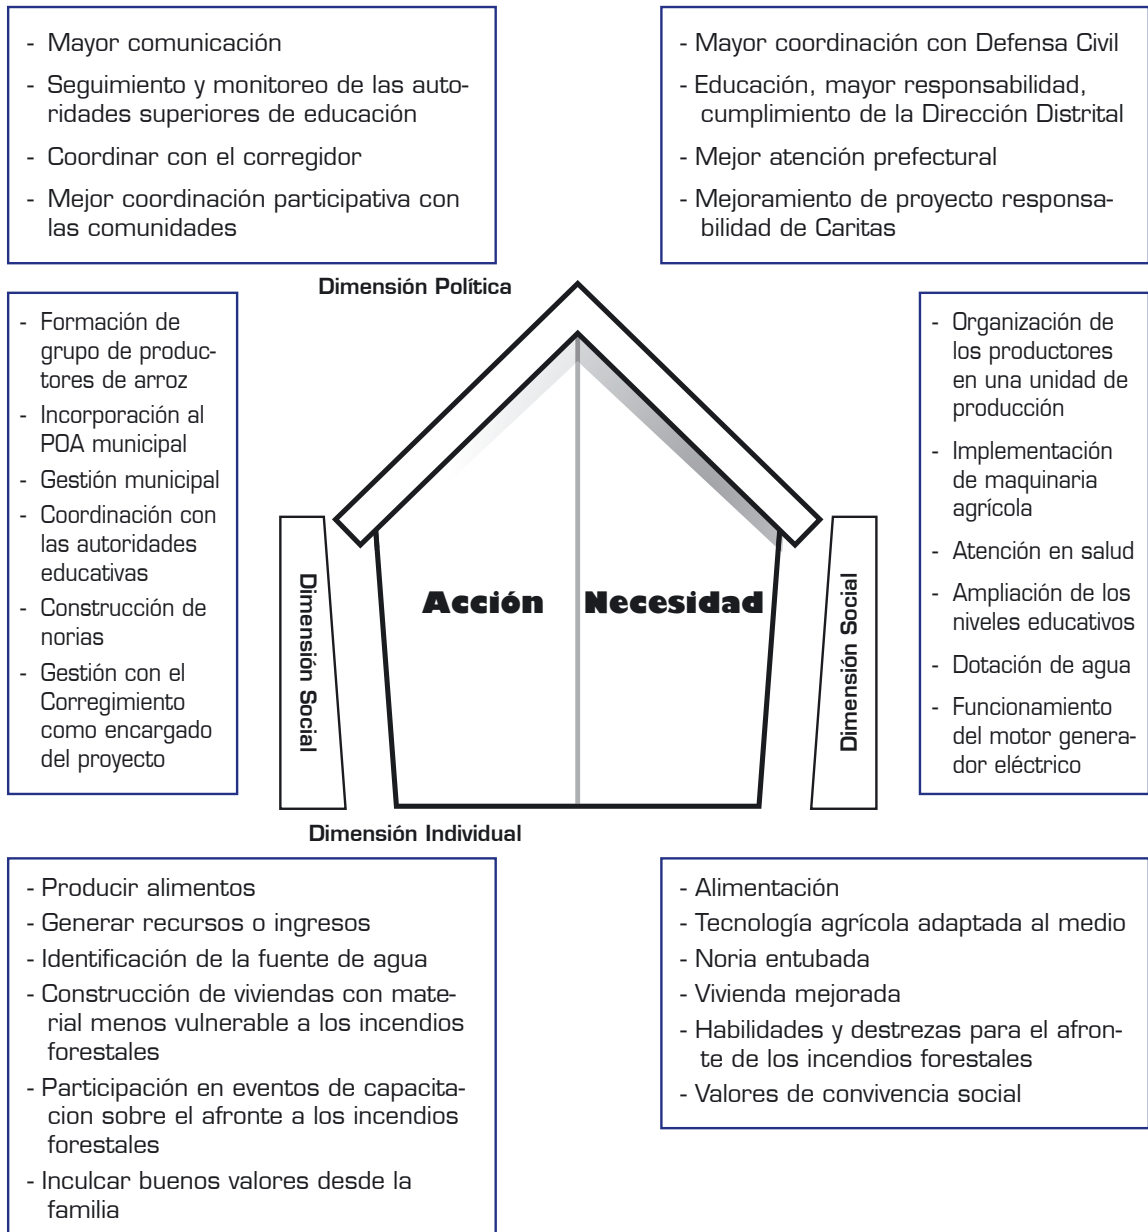 - Mayor comunicación
- Seguimiento y monitoreo de las auto-
ridades superiores de educación
- Coordinar con el corregidor
- Mejor coordinación participativa con
las comunidades
- Mayor coordinación con Defensa Civil
- Educación, mayor responsabilidad,
cumplimiento de la Dirección Distrital
- Mejor atención prefectural
- Mejoramiento de proyecto responsa-
bilidad de Caritas
Dimensión Política
- Formación de
grupo de produc-
tores de arroz
- Incorporación al
POA municipal
- Gestión municipal
- Coordinación con
las autoridades
educativas
- Construcción de
norias
- Gestión con el
Corregimiento
como encargado
del proyecto
Dimensión Social
Acción
Necesidad
Dimensión Social
- Organización de
los productores
en una unidad de
producción
- Implementación
de maquinaria
agrícola
- Atención en salud
- Ampliación de los
niveles educativos
- Dotación de agua
- Funcionamiento
del motor genera-
dor eléctrico
Dimensión Individual
- Producir alimentos
- Generar recursos o ingresos
- Identificación de la fuente de agua
- Construcción de viviendas con mate-
rial menos vulnerable a los incendios
forestales
- Participación en eventos de capacita-
cion sobre el afronte a los incendios
forestales
- Inculcar buenos valores desde la
familia
- Alimentación
- Tecnología agrícola adaptada al medio
- Noria entubada
- Vivienda mejorada
- Habilidades y destrezas para el afron-
te de los incendios forestales
- Valores de convivencia social